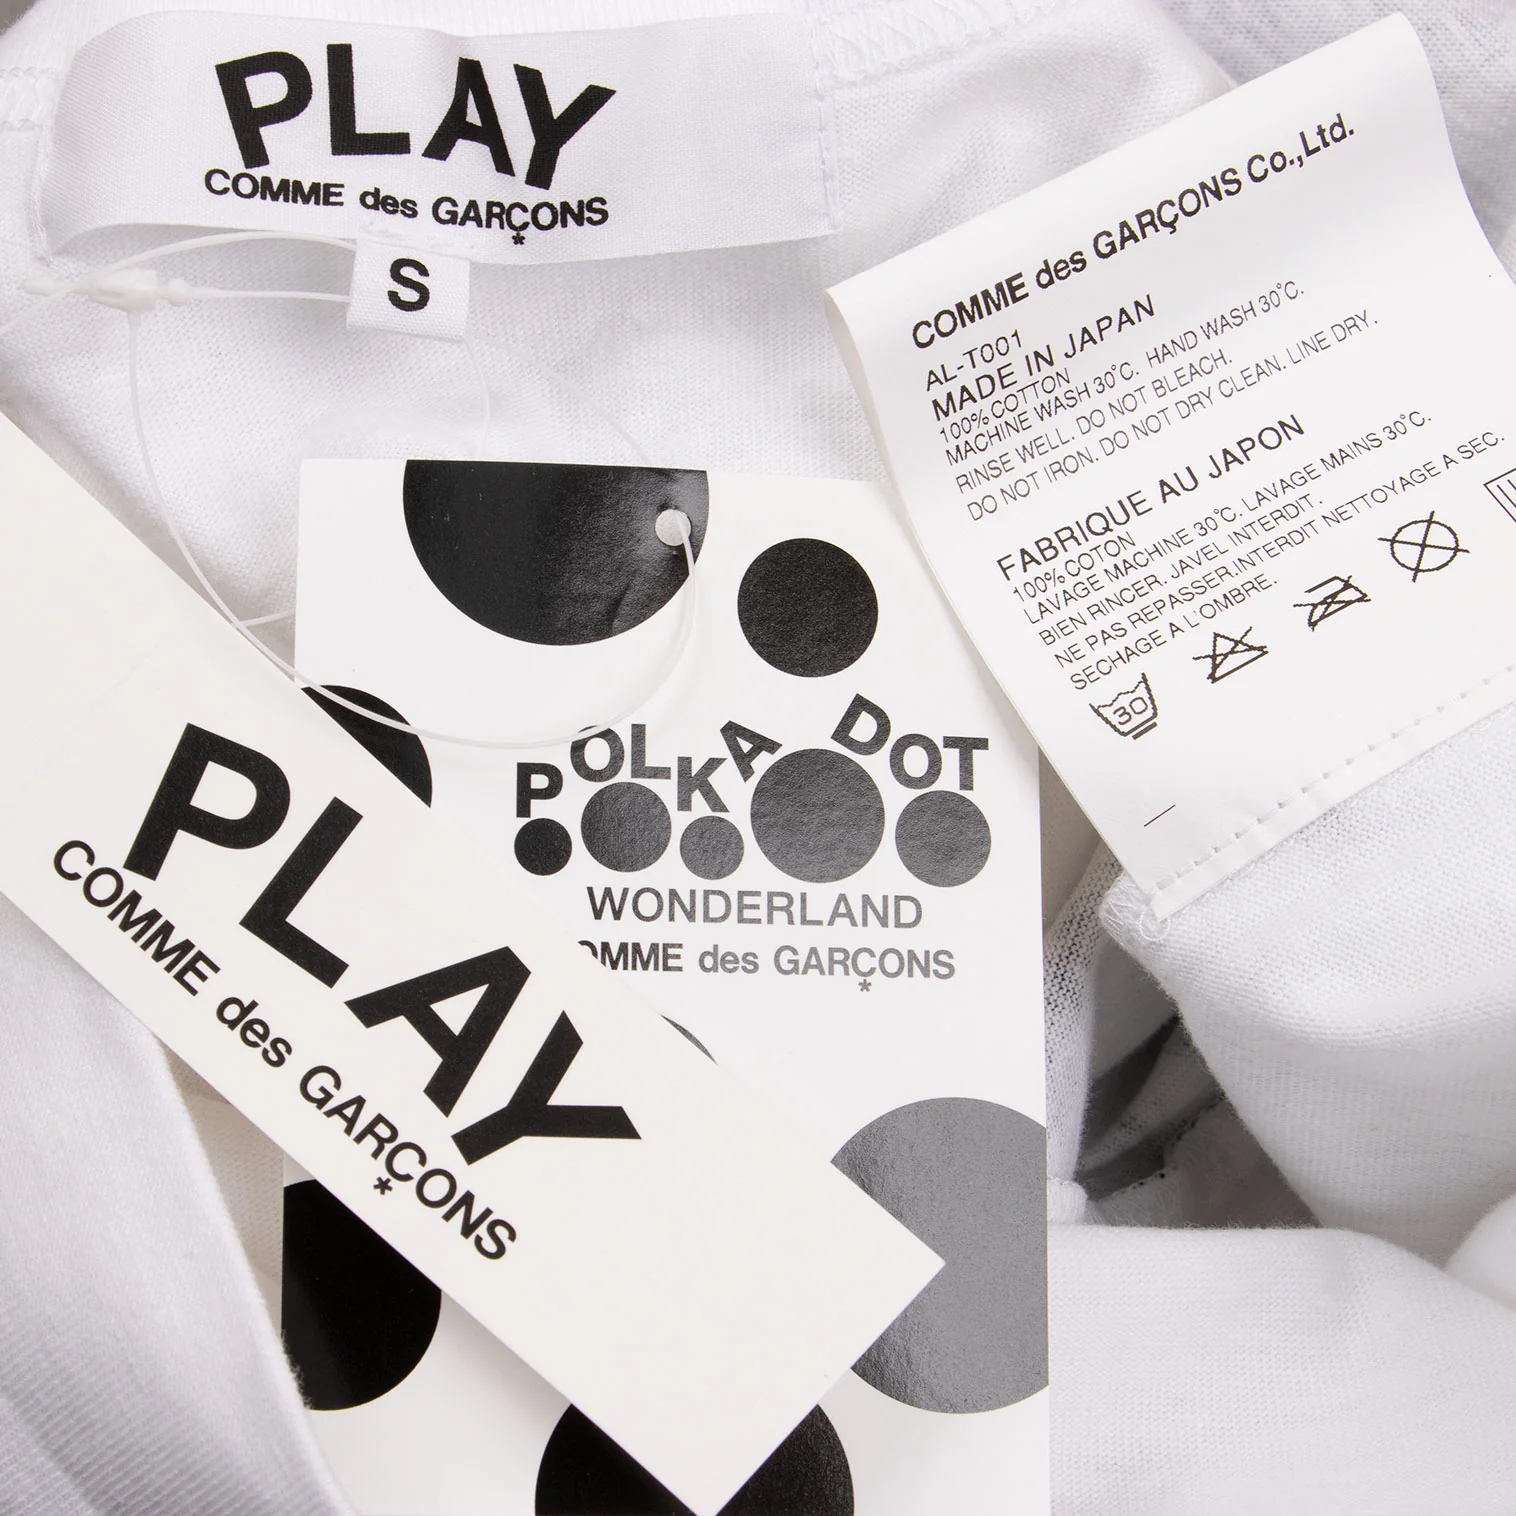 PLAY
COMME des GARÇONS
*
S
COMME des GARÇONS Co.,Ltd.
AL-T001
MADE IN JAPAN
100% COTTON
MACHINE WASH 30°C. HAND WASH 30°C.
RINSE WELL. DO NOT BLEACH.
DO NOT IRON. DO NOT DRY CLEAN. LINE DRY.
FABRIQUE AU JAPON
100% COTON
LAVAGE MACHINE 30°C. LAVAGE MAINS 30°C.
BIEN RINCER. JAVEL INTERDIT.
NE PAS REPASSER.INTERDIT NETTOYAGE A SEC.
SECHAGE A L'OMBRE.
30
POLKA DOT
WONDERLAND
OMME des GARÇONS
*
PLAY
COMME des GARÇONS
*